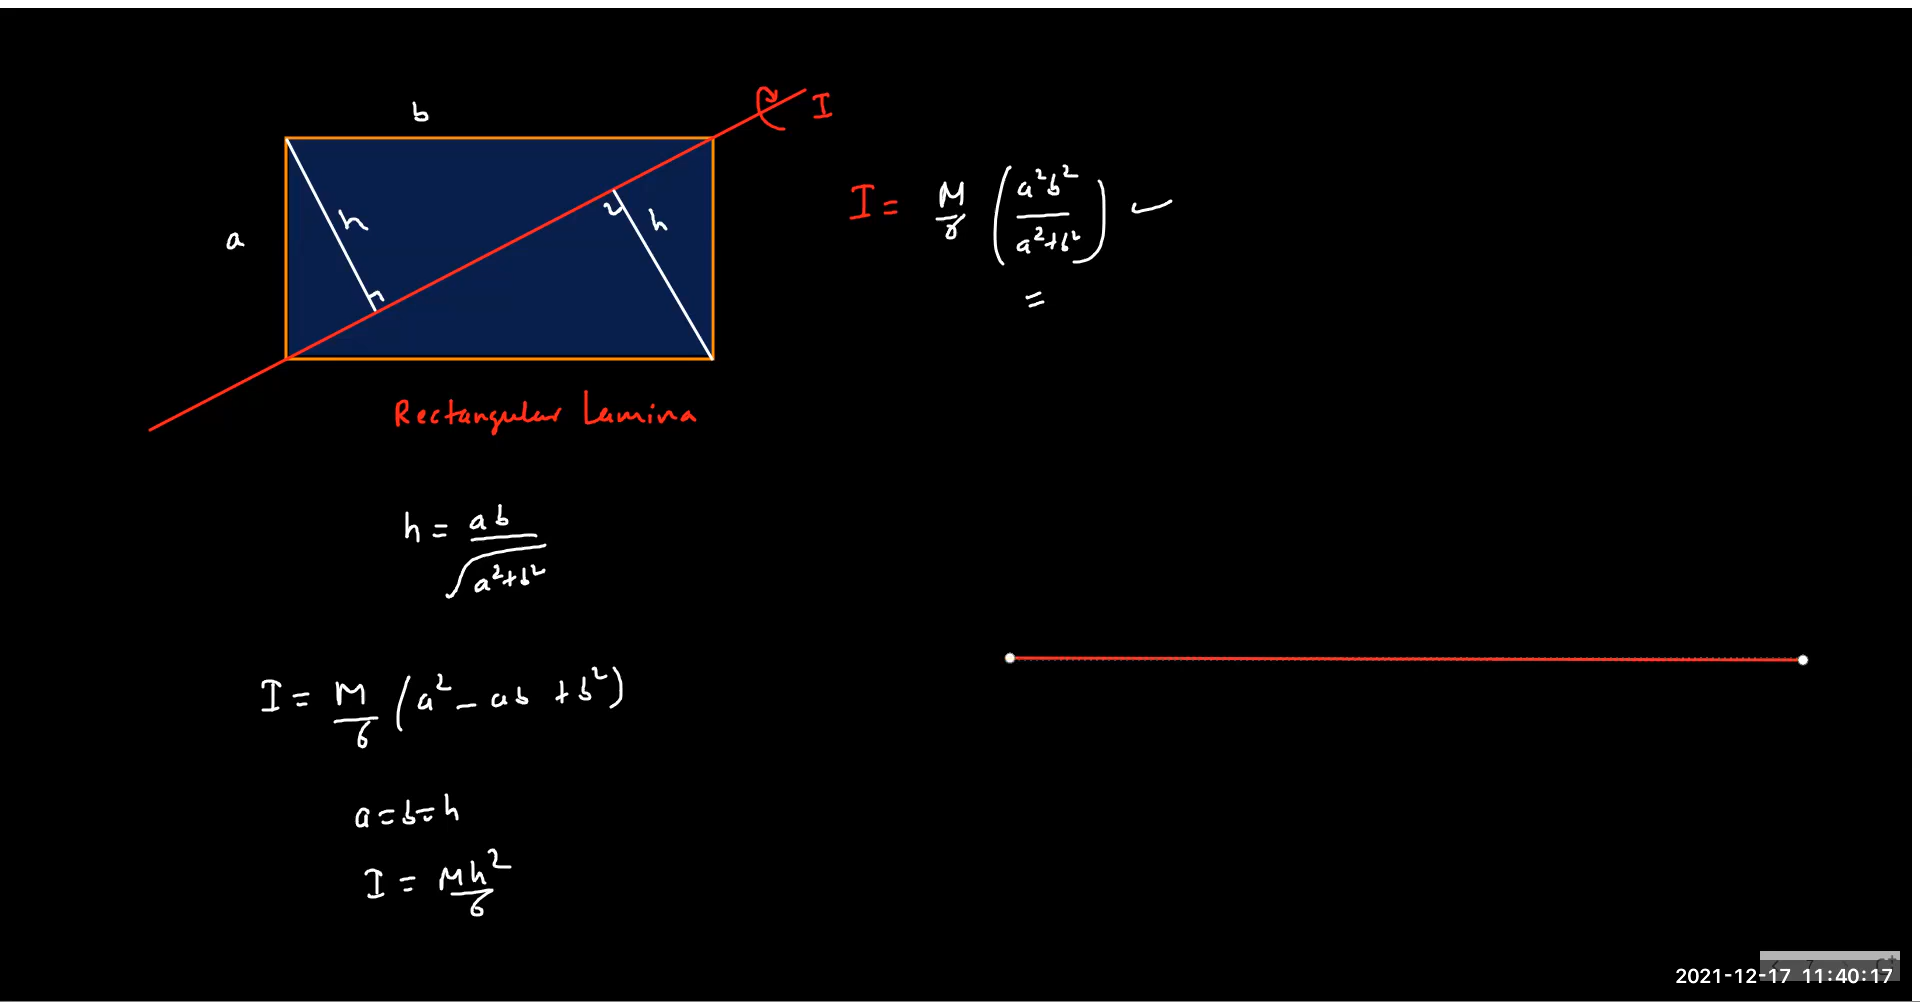 b
I
a
h
h
I = M/6 (a²b²/a²+b²)
=
Rectangular Lamina
h = ab/√a²+b²
I = M/6 (a² - ab + b²)
a=b=h
I = Mh²/6
2021-12-17 11:40:17